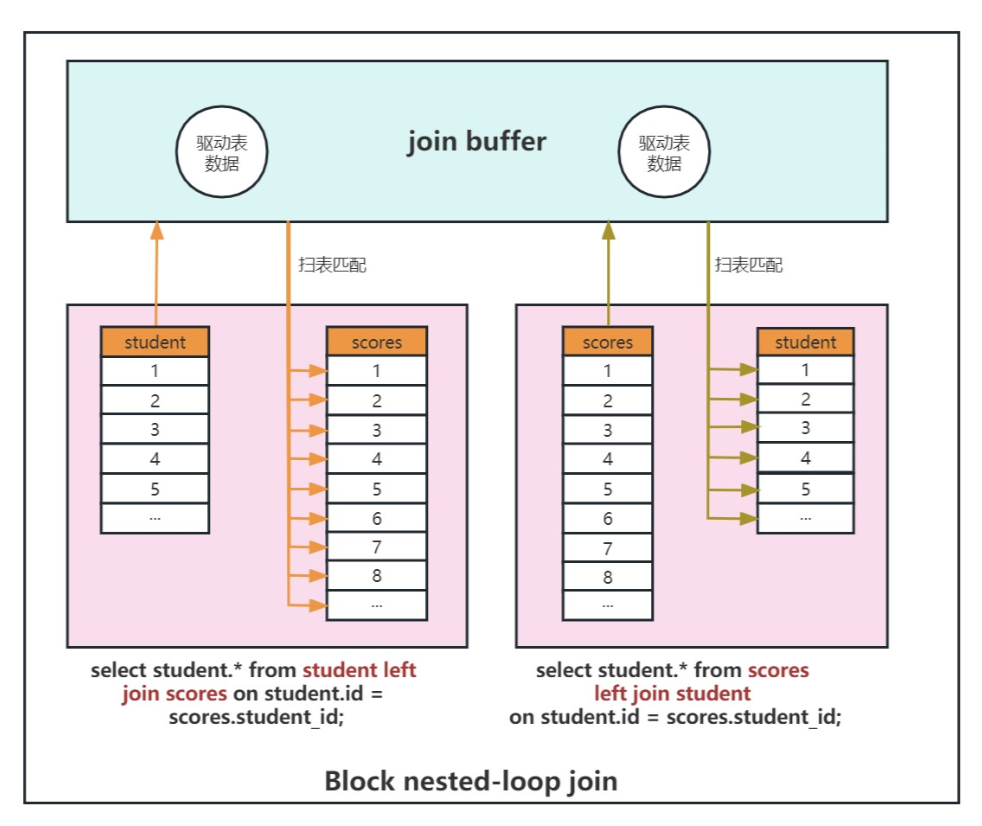 join buffer
驱动表
数据
驱动表
数据
扫表匹配
扫表匹配
student
1
2
3
4
5
...
scores
1
2
3
4
5
6
7
8
...
scores
1
2
3
4
5
6
7
8
...
student
1
2
3
4
5
...
select student.* from student left
join scores on student.id =
scores.student_id;
select student.* from scores
left join student
on student.id = scores.student_id;
Block nested-loop join